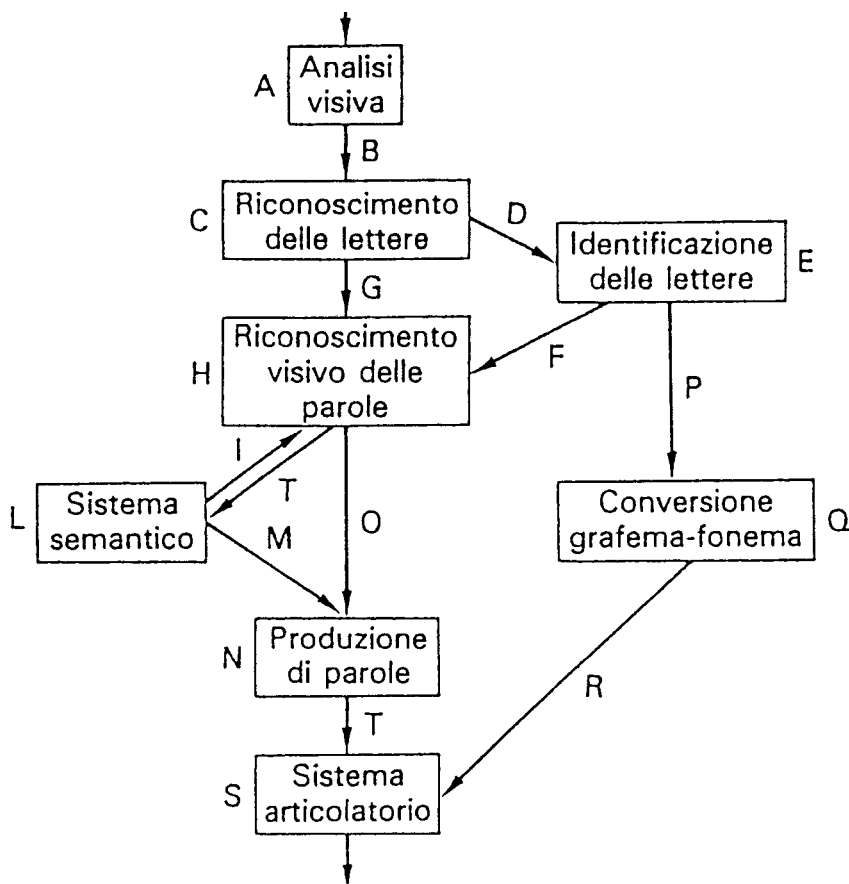 A
Analisi
visiva
B
C
Riconoscimento
delle lettere
D
Identificazione
delle lettere
E
G
F
H
Riconoscimento
visivo delle
parole
P
I
T
L
Sistema
semantico
M
O
Conversione
grafema-fonema
Q
N
Produzione
di parole
R
T
S
Sistema
articolatorio